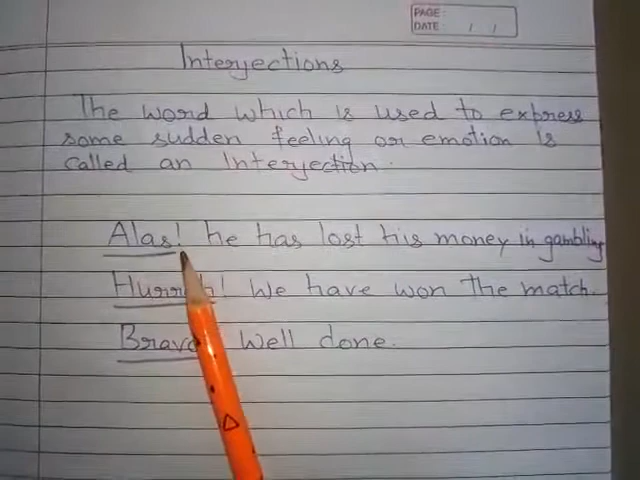 PAGE:
DATE: / /
Interjections
The word which is used to express
some sudden feeling or emotion is
called an Interjection.
Alas! he has lost his money in gambling
! We have won the match.
Well done.